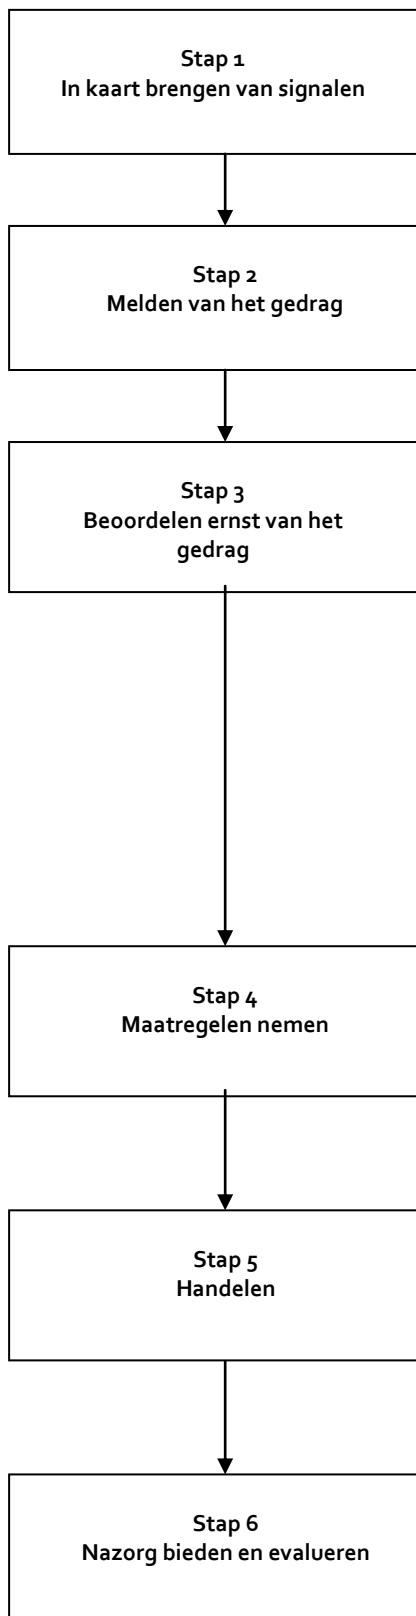 Stap 1
In kaart brengen van signalen
Stap 2
Melden van het gedrag
Stap 3
Beoordelen ernst van het
gedrag
Stap 4
Maatregelen nemen
Stap 5
Handelen
Stap 6
Nazorg bieden en evalueren